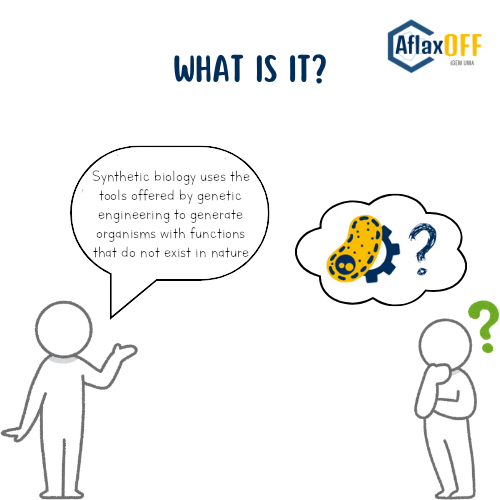 AflaxOFF
iGEM UMA
WHAT IS IT?
Synthetic biology uses the
tools offered by genetic
engineering to generate
organisms with functions
that do not exist in nature
?
?